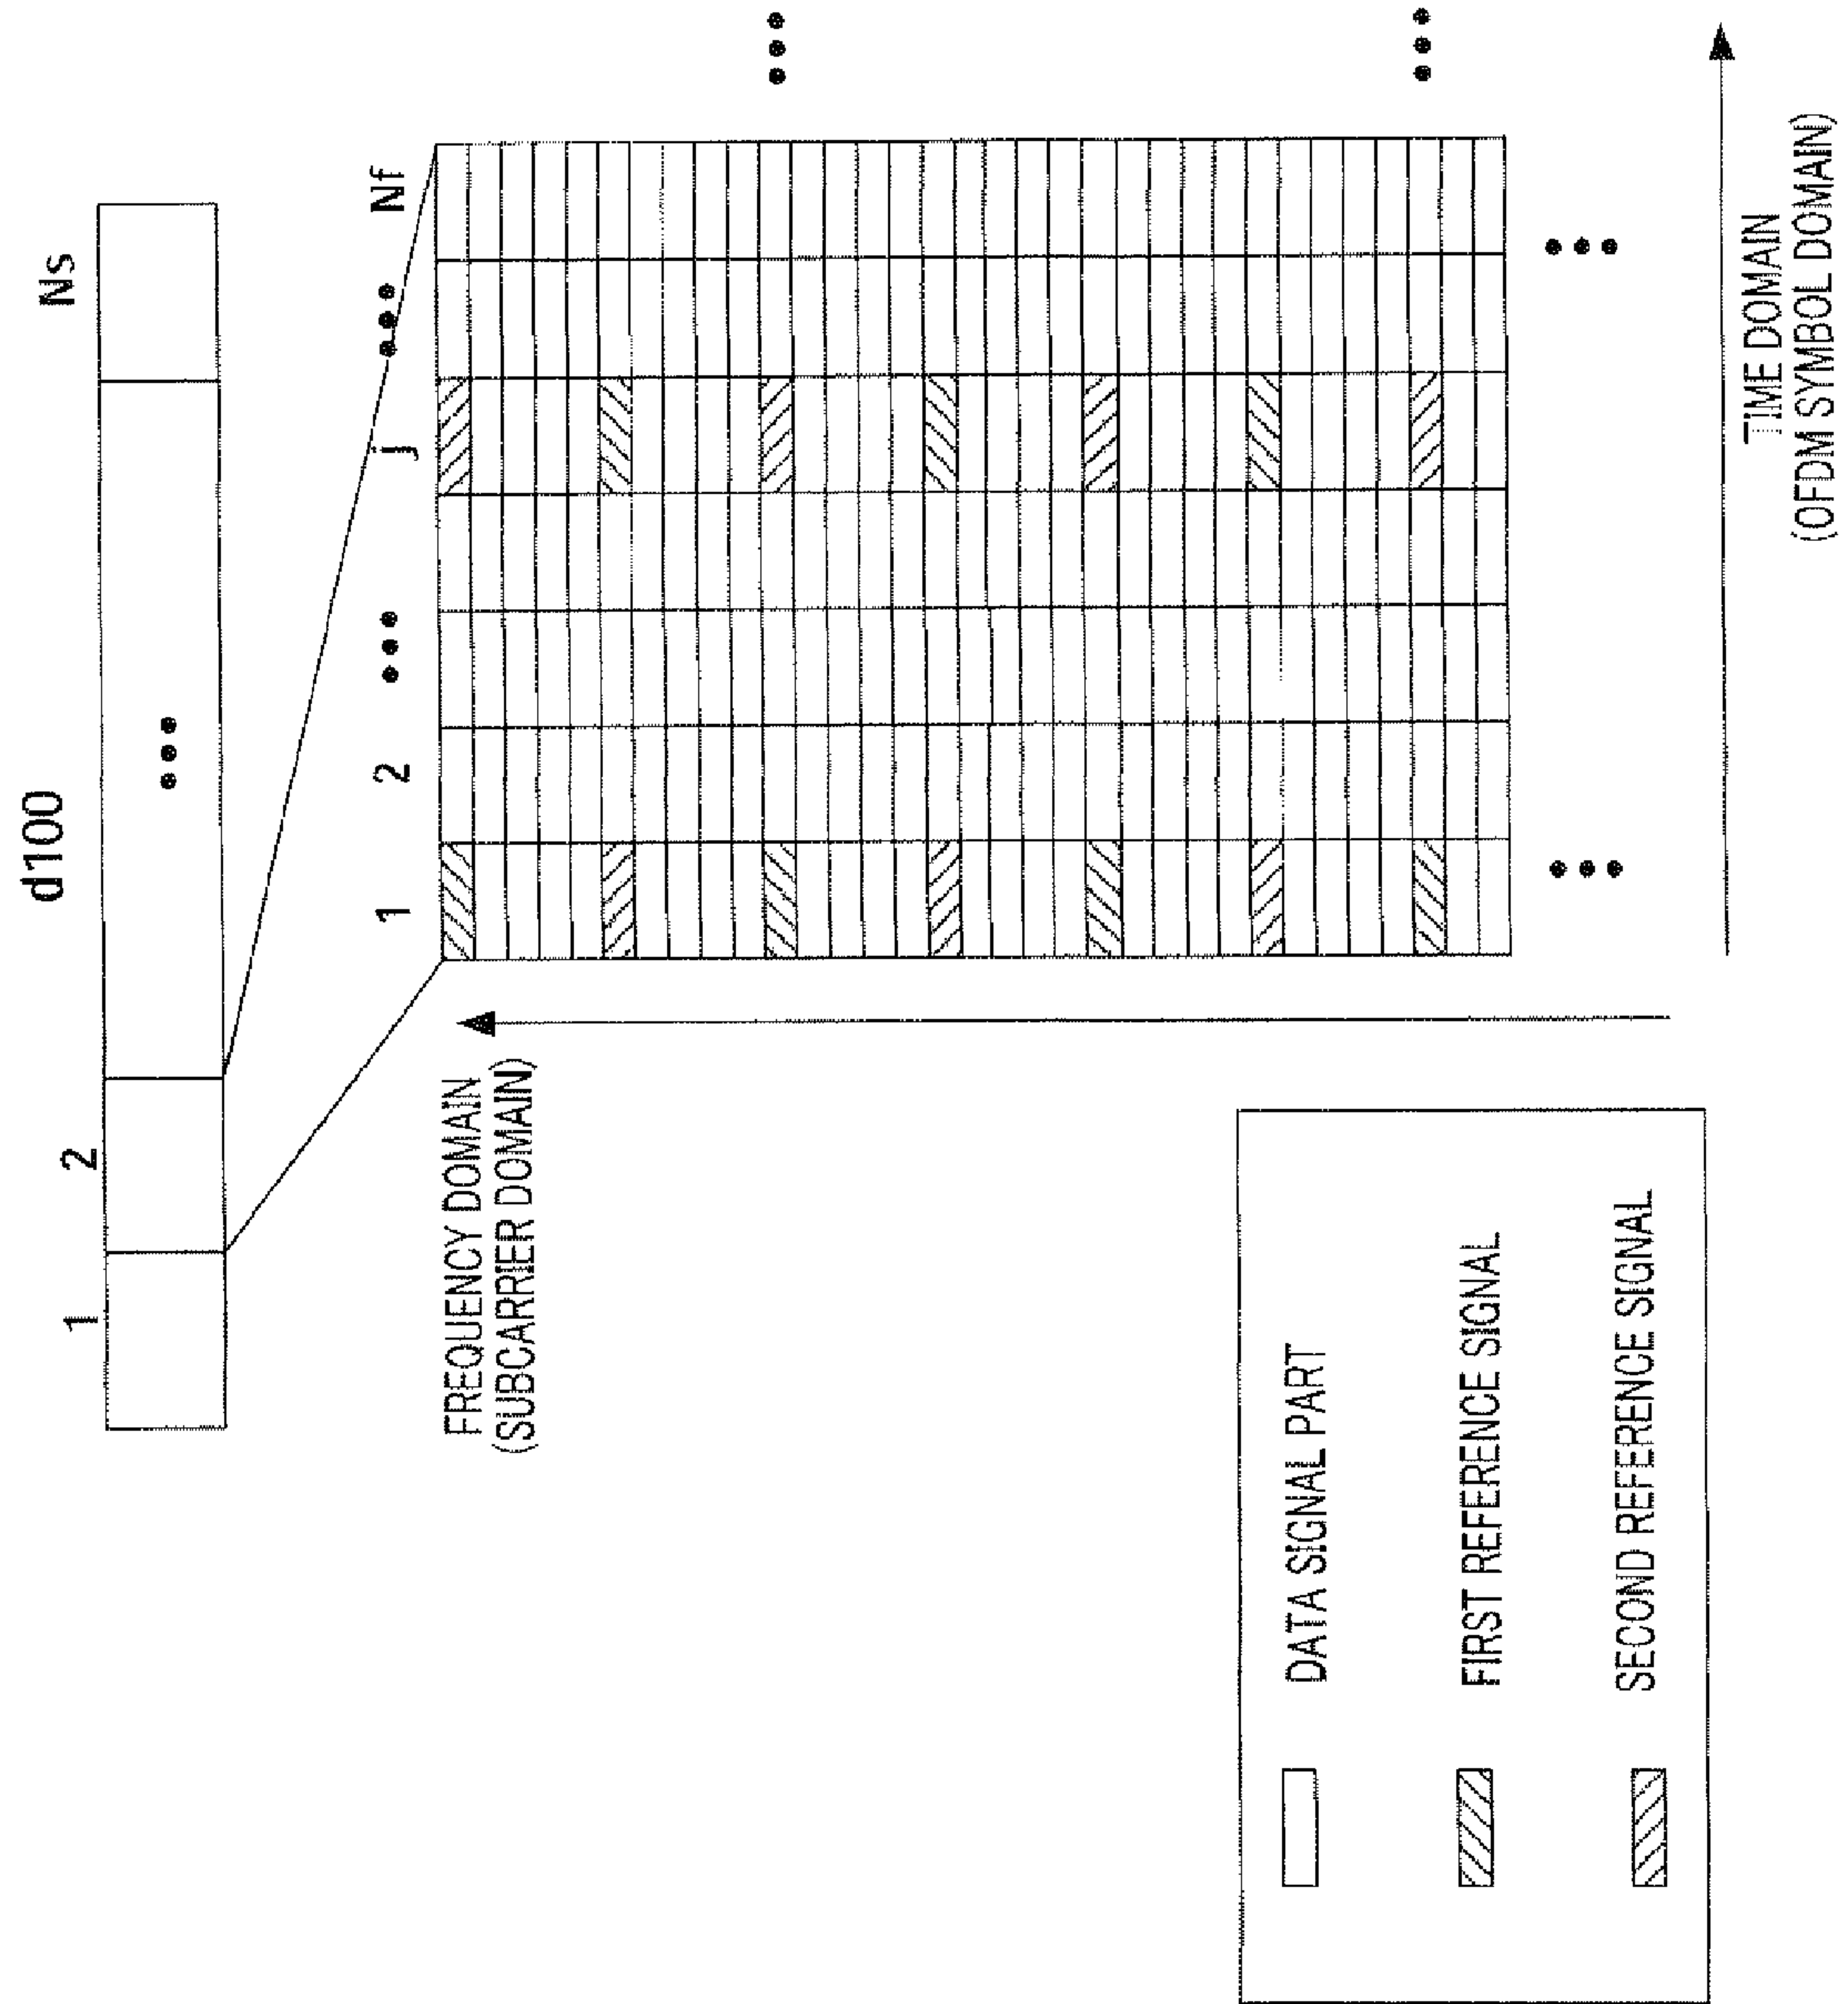 d100
1 2 ••• Ns
1 2 ••• j ••• Nf
•••
•••
•••
•••
FREQUENCY DOMAIN
(SUBCARRIER DOMAIN)
TIME DOMAIN
(OFDM SYMBOL DOMAIN)
DATA SIGNAL PART
FIRST REFERENCE SIGNAL
SECOND REFERENCE SIGNAL